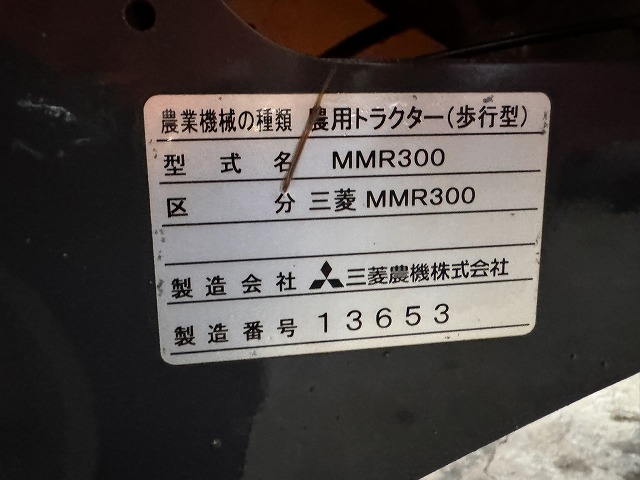 農業機械の種類 農用トラクター(歩行型)
型式名 MMR300
区分 三菱 MMR300
製造会社 三菱農機株式会社
製造番号 13653